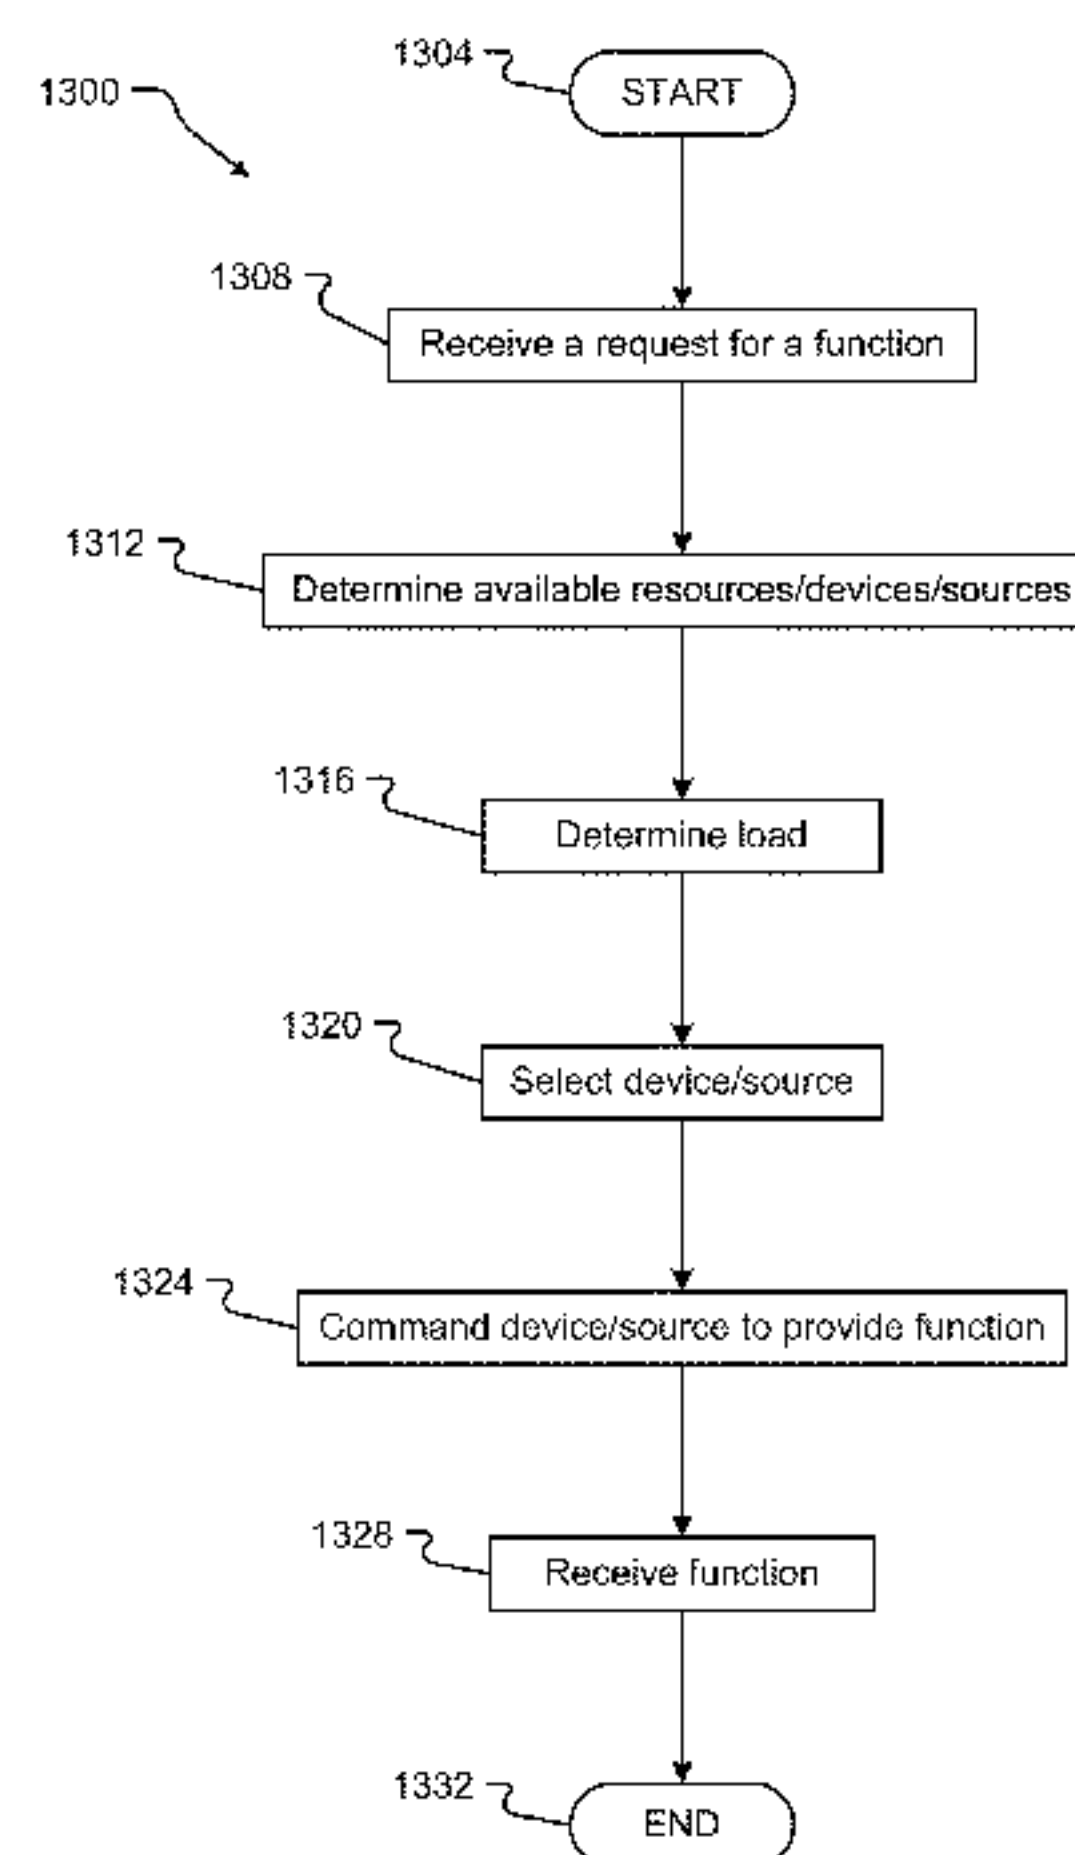 1304
START
1300
1308
Receive a request for a function
1312
Determine available resources/devices/sources
1316
Determine load
1320
Select device/source
1324
Command device/source to provide function
1328
Receive function
1332
END